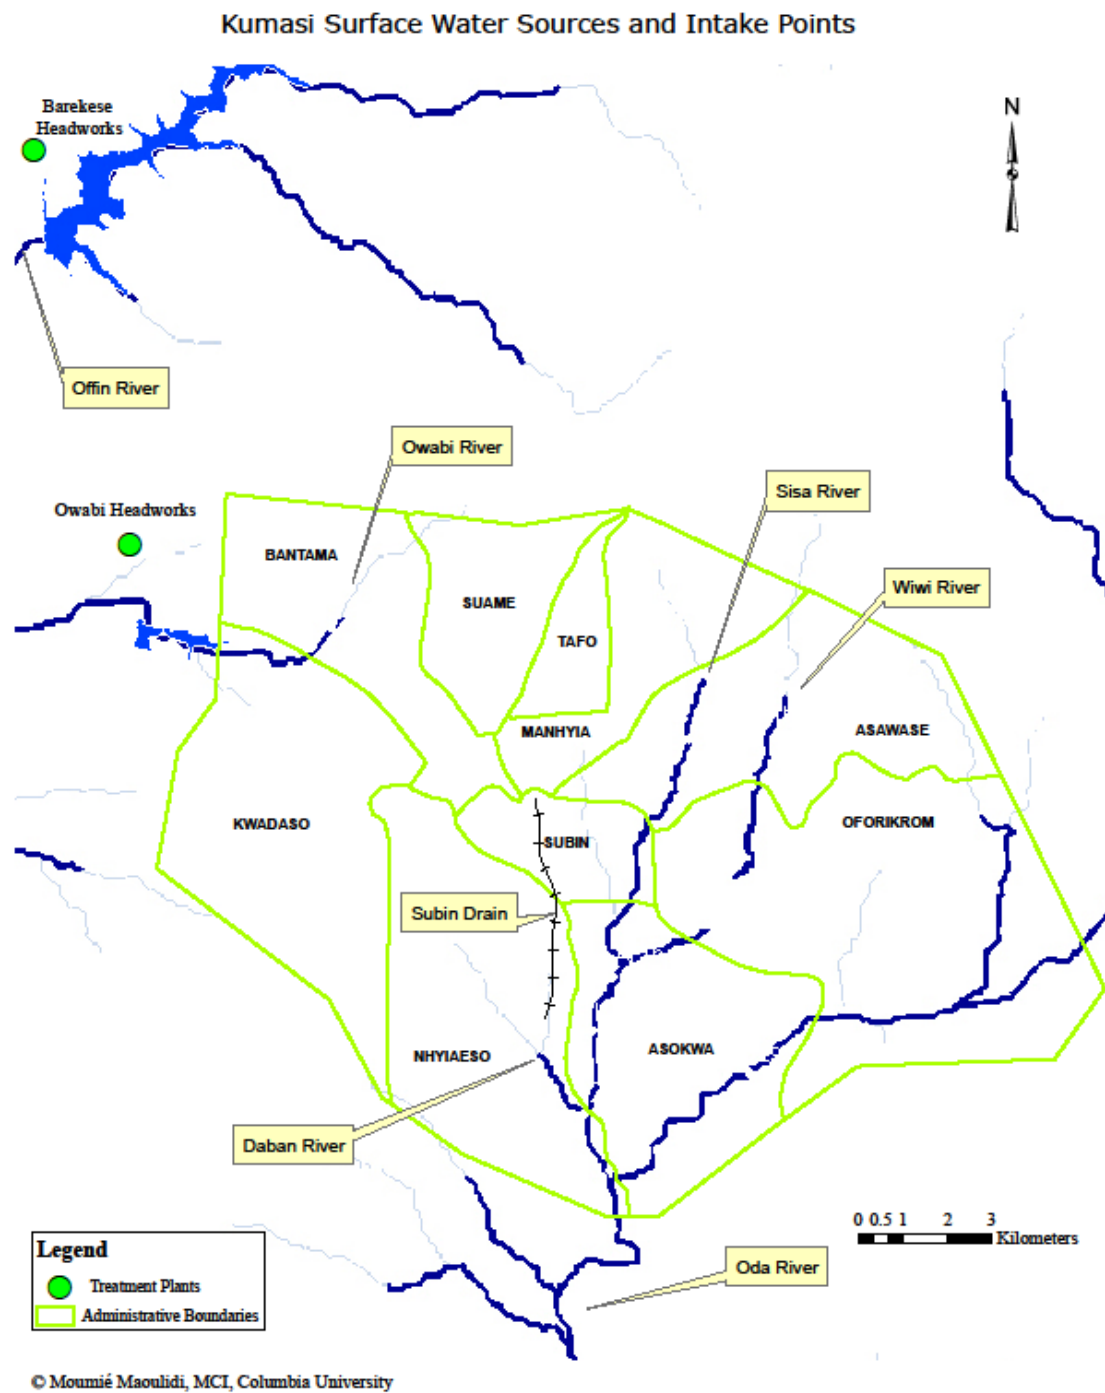 Kumasi Surface Water Sources and Intake Points
Barekese
Headworks
N
Offin River
Owabi River
Sisa River
Owabi Headworks
BANTAMA
Wiwi River
SUAME
TAFO
MANHYIA
ASAWASE
KWADASO
OFORIKROM
SUBIN
Subin Drain
NHYIAESO
ASOKWA
Daban River
0 0.5 1 2 3
Kilometers
Legend
Treatment Plants
Administrative Boundaries
Oda River
© Moumié Maoulidi, MCI, Columbia University